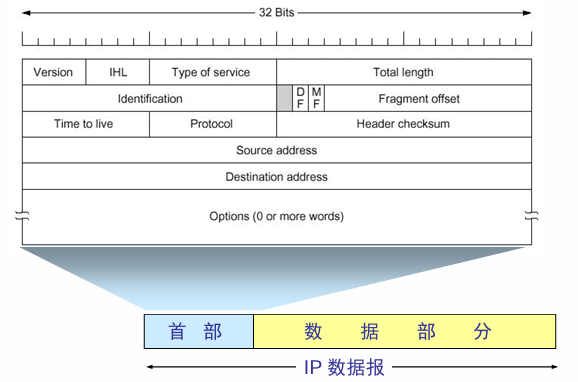 32 Bits
Version IHL Type of service Total length
Identification D F M F Fragment offset
Time to live Protocol Header checksum
Source address
Destination address
Options (0 or more words)
首 部 数 据 部 分
IP 数据报